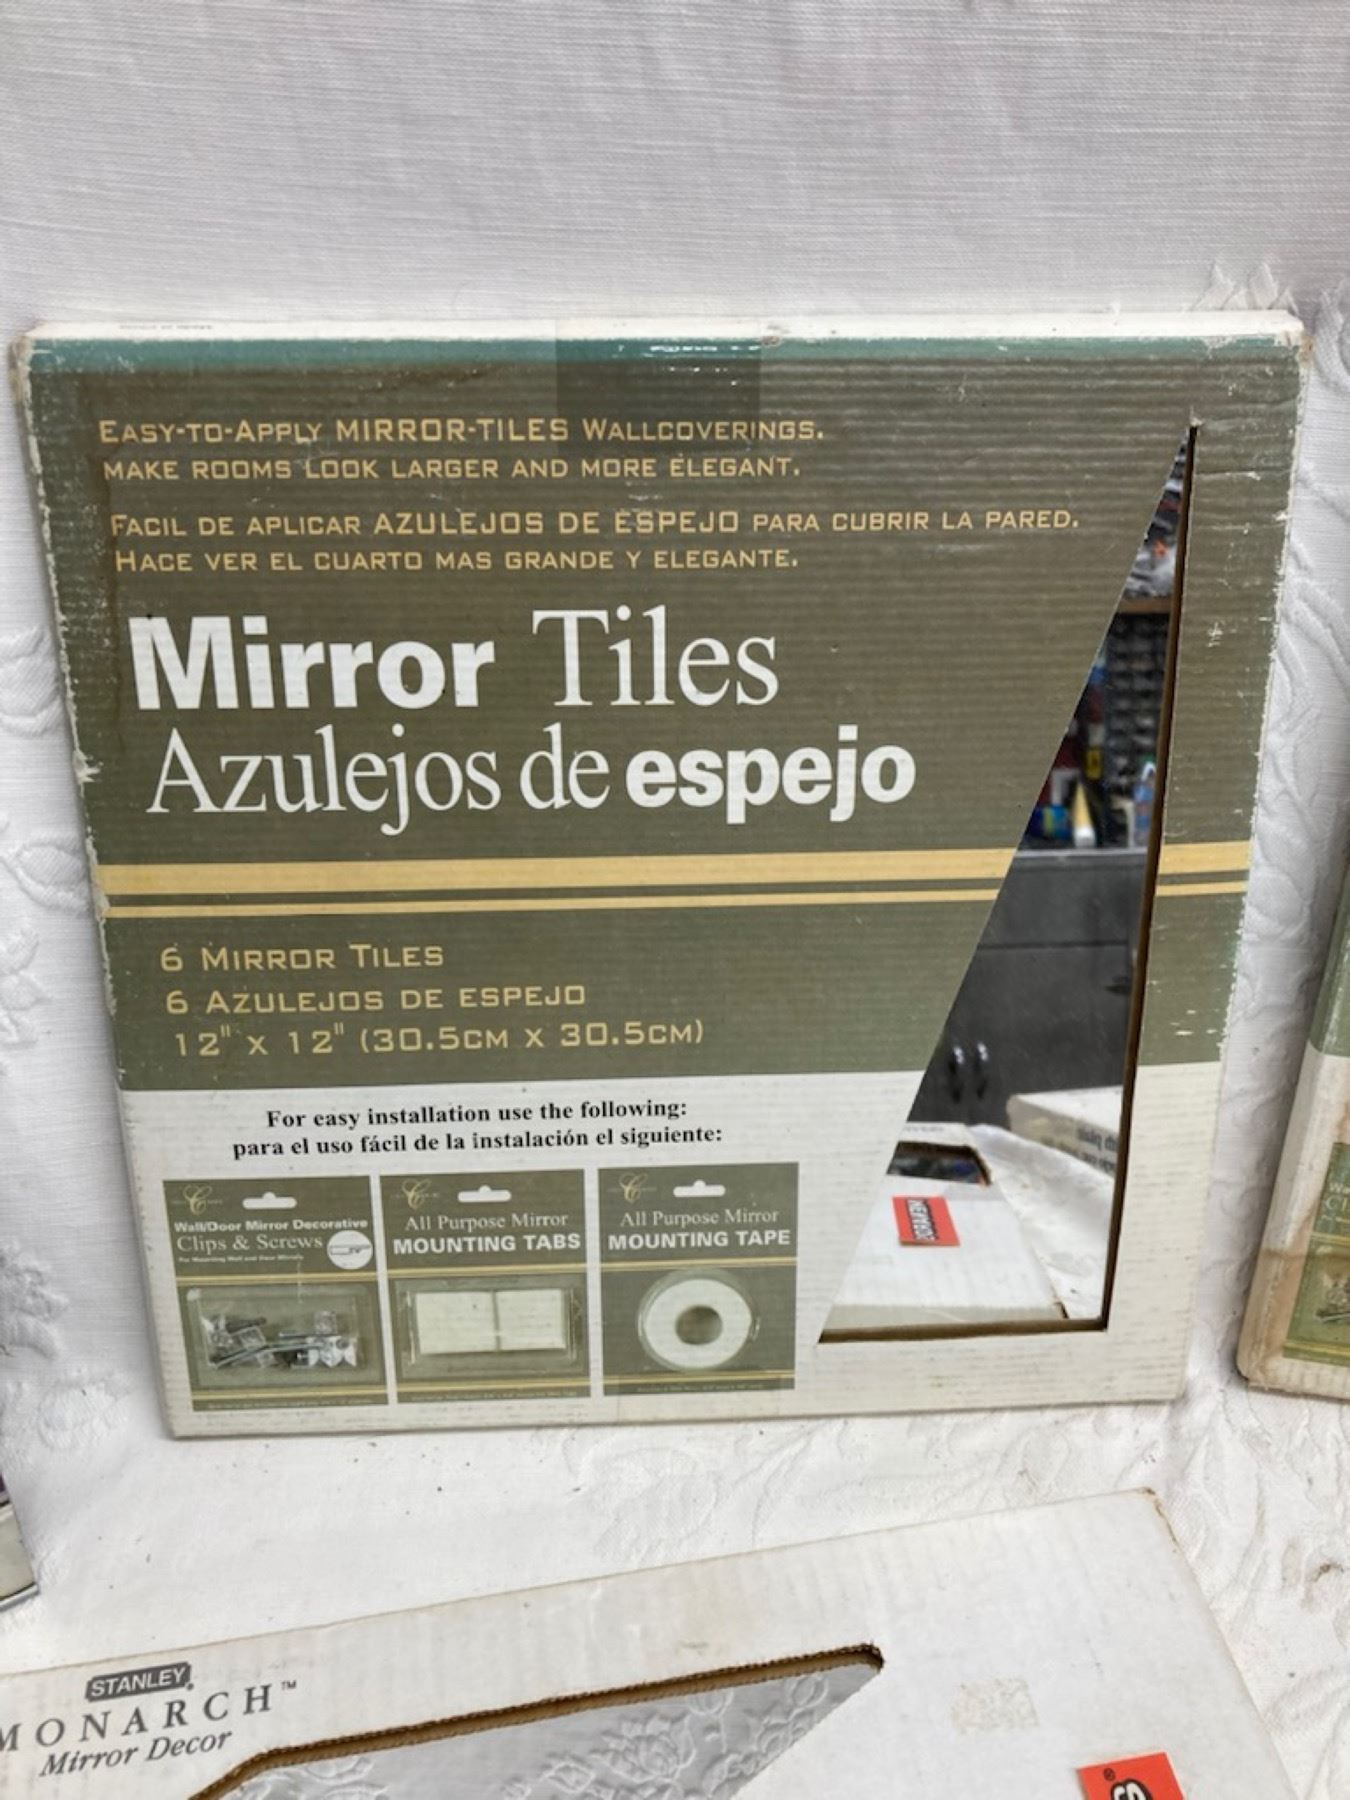 EASY-TO-APPLY MIRROR-TILES WALLCOVERINGS.
MAKE ROOMS LOOK LARGER AND MORE ELEGANT.
FACIL DE APLICAR AZULEJOS DE ESPEJO PARA CUBRIR LA PARED.
HACE VER EL CUARTO MAS GRANDE Y ELEGANTE.
Mirror Tiles
Azulejos de espejo
6 MIRROR TILES
6 AZULEJOS DE ESPEJO
12" x 12" (30.5CM X 30.5CM)
For easy installation use the following:
para el uso fácil de la instalación el siguiente:
Wall/Door Mirror Decorative
Clips & Screws
All Purpose Mirror
MOUNTING TABS
All Purpose Mirror
MOUNTING TAPE
STANLEY®
MONARCH™
Mirror Decor